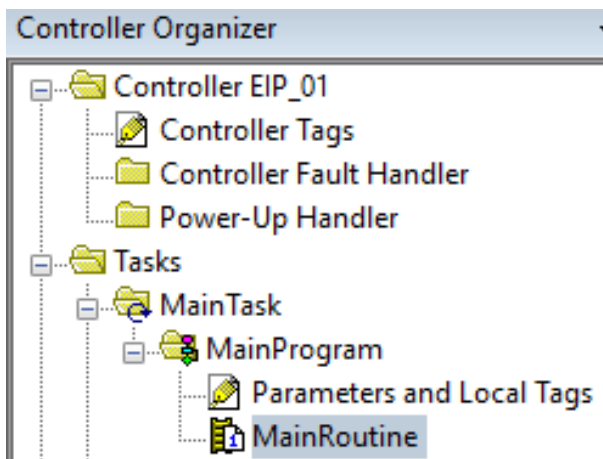 Controller Organizer
Controller EIP_01
Controller Tags
Controller Fault Handler
Power-Up Handler
Tasks
MainTask
MainProgram
Parameters and Local Tags
MainRoutine